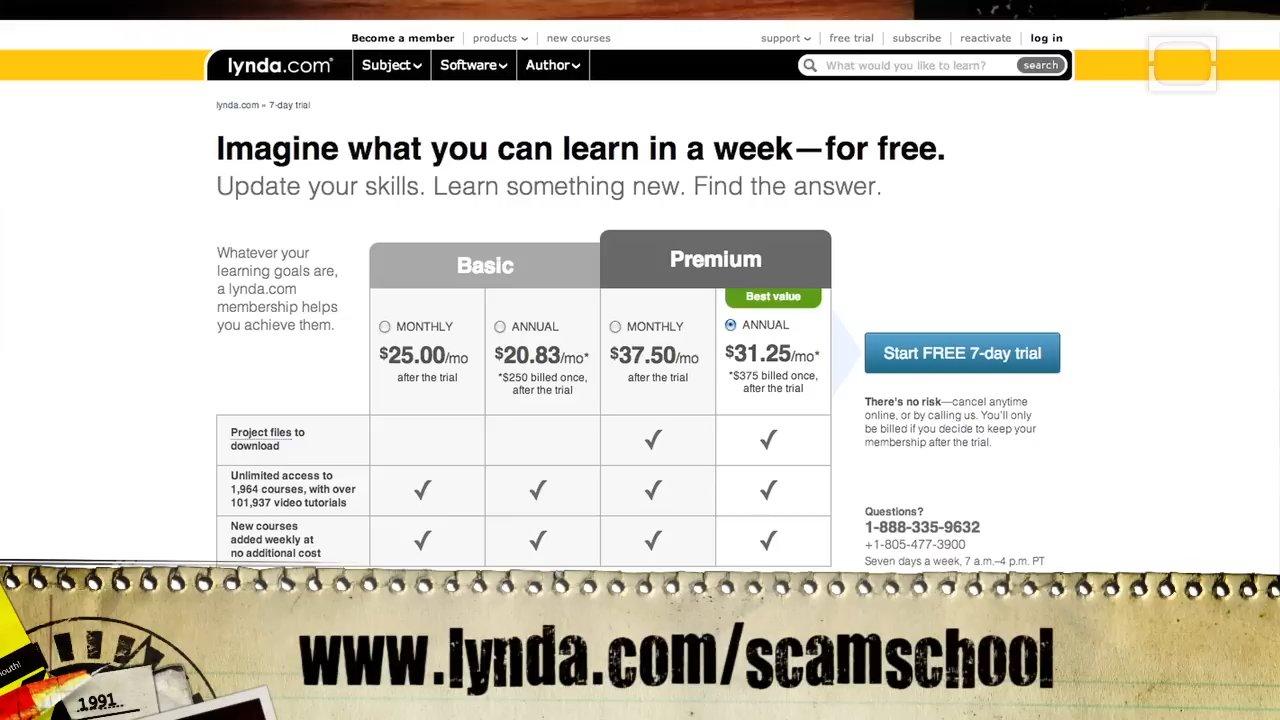 Become a member
products
new courses
support
free trial
subscribe
reactivate
log in
lynda.com®
Subject
Software
Author
What would you like to learn?
search
lynda.com » 7-day trial
Imagine what you can learn in a week—for free.
Update your skills. Learn something new. Find the answer.
Whatever your
learning goals are,
a lynda.com
membership helps
you achieve them.
Basic
Premium
Best value
MONTHLY
ANNUAL
MONTHLY
ANNUAL
$25.00/mo
$20.83/mo*
$37.50/mo
$31.25/mo*
after the trial
*$250 billed once,
after the trial
after the trial
*$375 billed once,
after the trial
Start FREE 7-day trial
There's no risk—cancel anytime
online, or by calling us. You'll only
be billed if you decide to keep your
membership after the trial.
Project files to
download
Unlimited access to
1,964 courses, with over
101,937 video tutorials
New courses
added weekly at
no additional cost
Questions?
1-888-335-9632
+1-805-477-3900
Seven days a week, 7 a.m.–4 p.m. PT
www.lynda.com/scamschool
1991